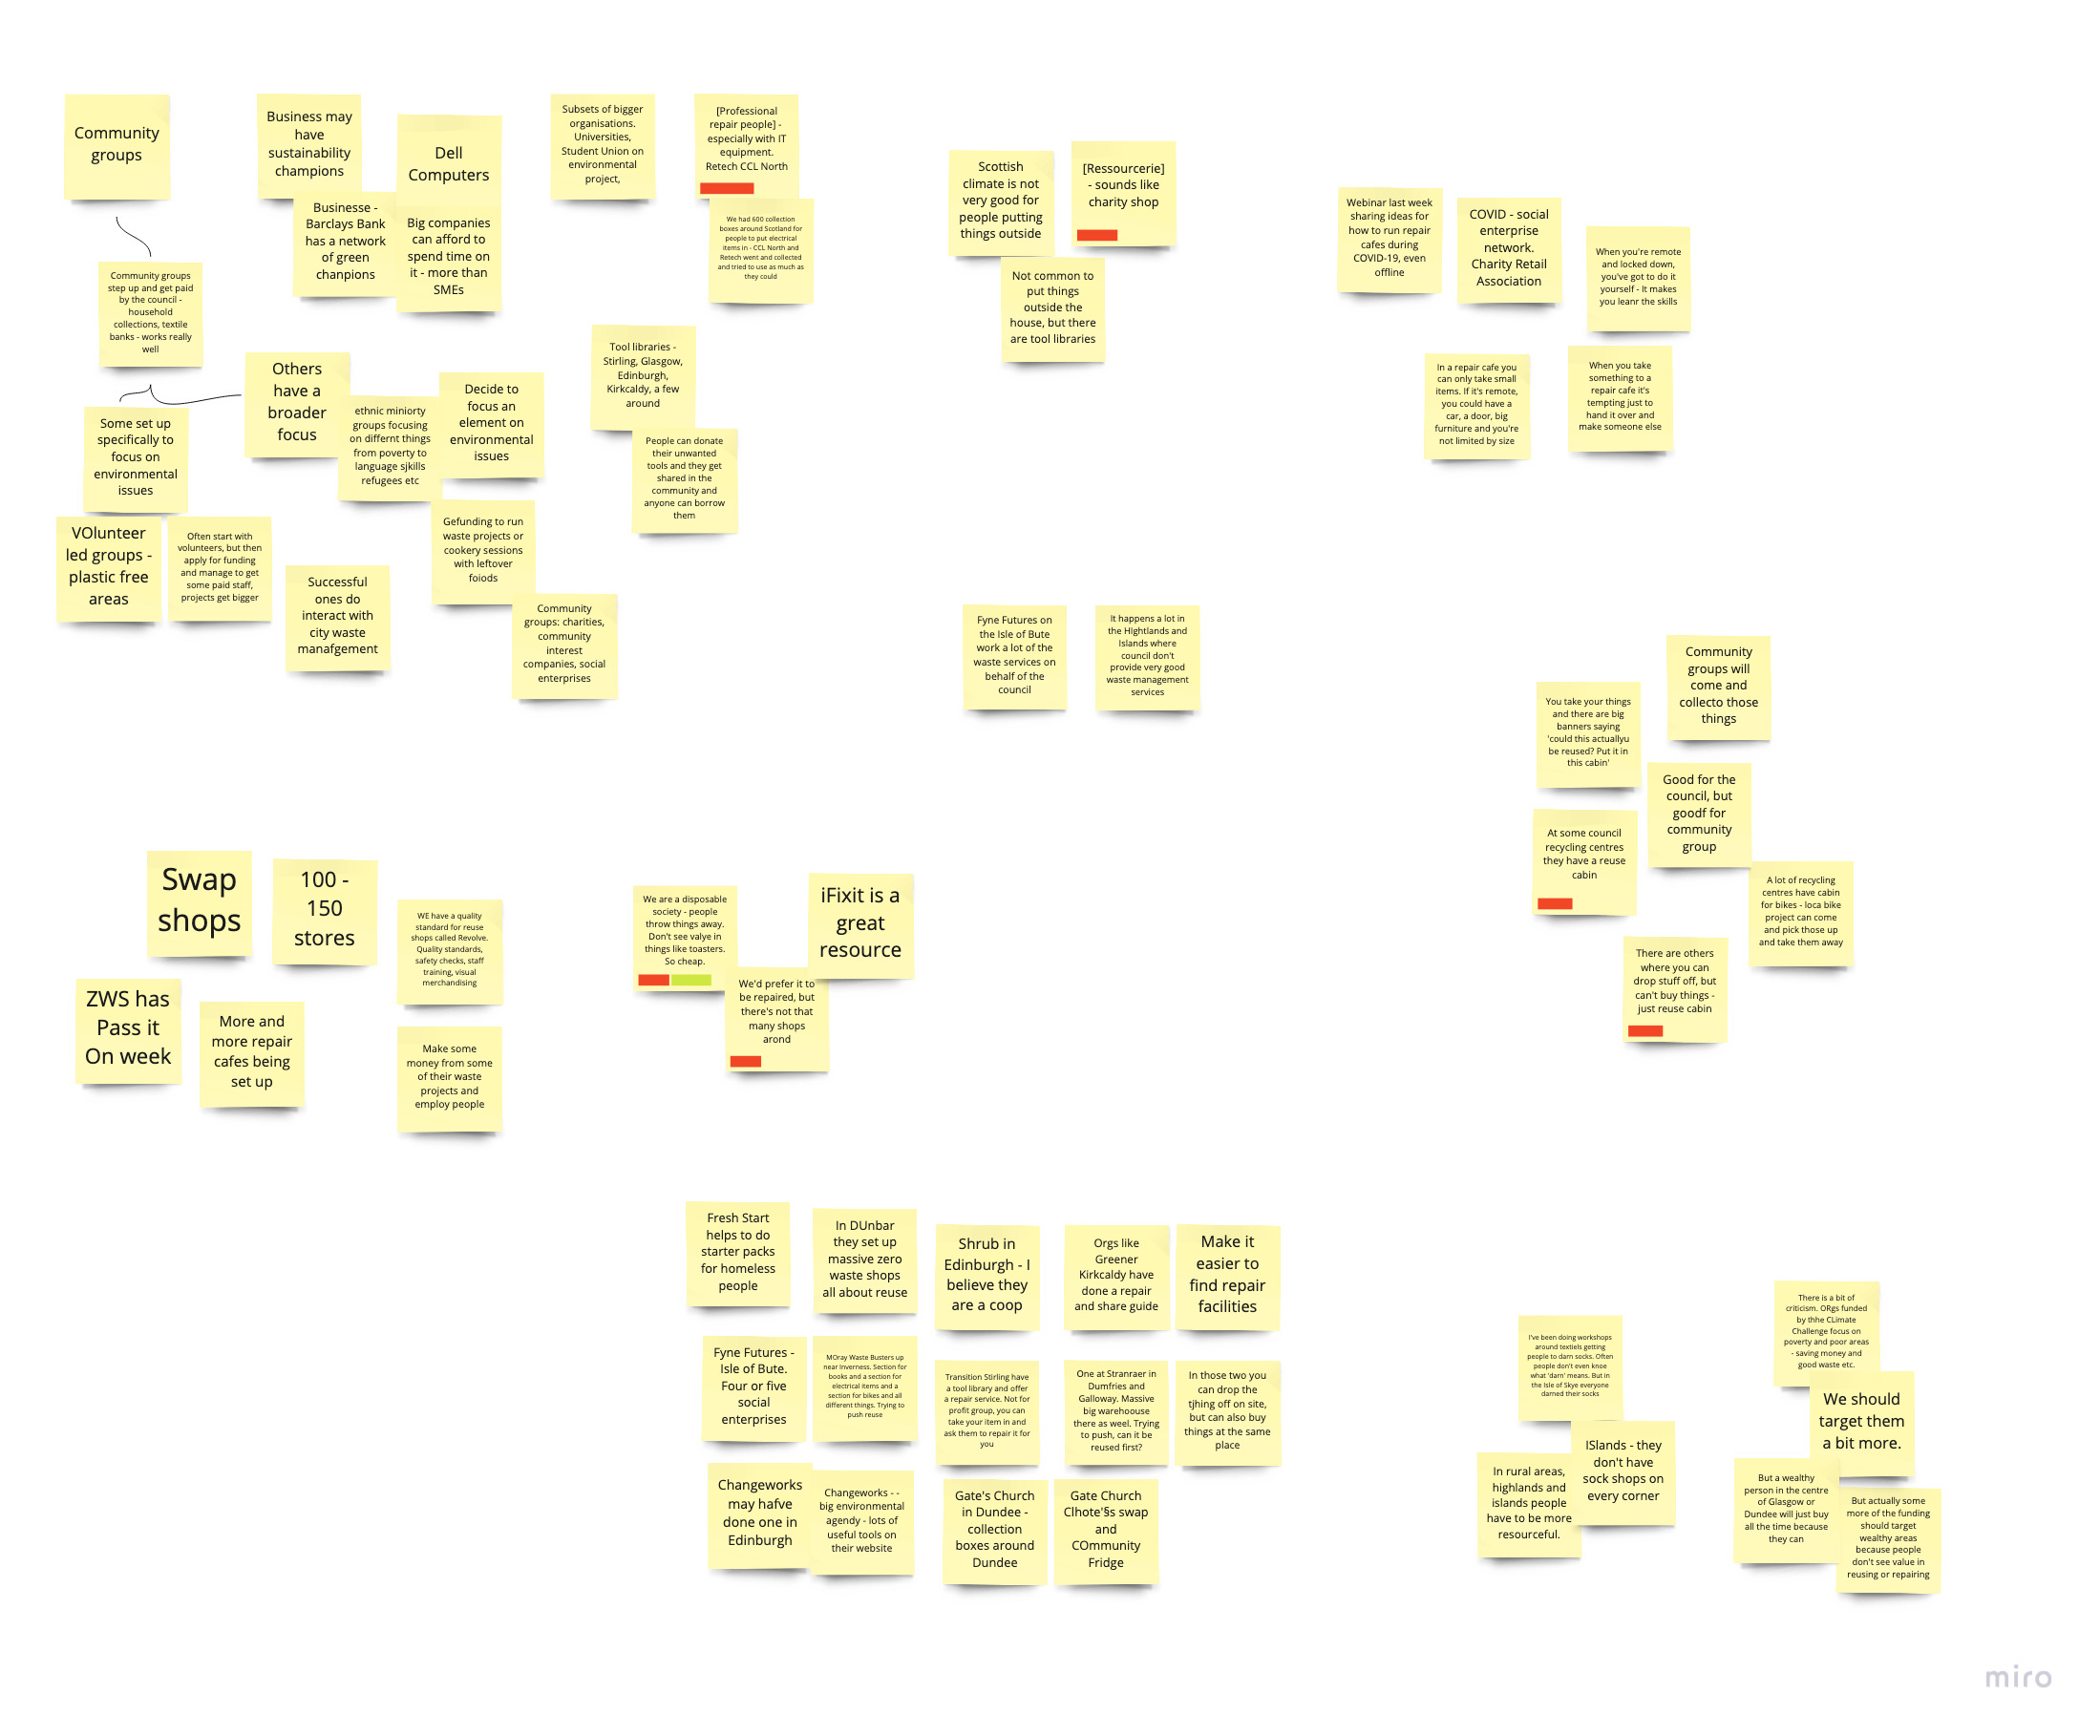 Community
groups
Community groups
step up and get paid
by the council -
household
collections, textile
banks - works really
well
Some set up
specifically to
focus on
environmental
issues
VOlunteer
led groups -
plastic free
areas
Often start with
volunteers, but then
apply for funding
and manage to get
some paid staff,
projects get bigger
Others
have a
broader
focus
ethnic miniorty
groups focusing
on differnt things
from poverty to
language sjkills
refugees etc
Decide to
focus an
element on
environmental
issues
Gefunding to run
waste projects or
cookery sessions
with leftover
foiods
Successful
ones do
interact with
city waste
manafgement
Community
groups: charities,
community
interest
companies, social
enterprises
Business may
have
sustainability
champions
Businesse -
Barclays Bank
has a network
of green
chanpions
Dell
Computers
Big companies
can afford to
spend time on
it - more than
SMEs
Subsets of bigger
organisations.
Universities,
Student Union on
environmental
project,
[Professional
repair people] -
especially with IT
equipment.
Retech CCL North
We had 600 collection
boxes around Scotland for
people to put electrical
items in - CCL North and
Retech went and collected
and tried to use as much as
they could
Tool libraries -
Stirling, Glasgow,
Edinburgh,
Kirkcaldy, a few
around
People can donate
their unwanted
tools and they get
shared in the
community and
anyone can borrow
them
Scottish
climate is not
very good for
people putting
things outside
[Ressourcerie]
- sounds like
charity shop
Not common to
put things
outside the
house, but there
are tool libraries
Webinar last week
sharing ideas for
how to run repair
cafes during
COVID-19, even
offline
COVID - social
enterprise
network.
Charity Retail
Association
When you're remote
and locked down,
you've got to do it
yourself - It makes
you leanr the skills
In a repair cafe you
can only take small
items. If it's remote,
you could have a
car, a door, big
furniture and you're
not limited by size
When you take
something to a
repair cafe it's
tempting just to
hand it over and
make someone else
Fyne Futures on
the Isle of Bute
work a lot of the
waste services on
behalf of the
council
It happens a lot in
the Hightlands and
Islands where
council don't
provide very good
waste management
services
Community
groups will
come and
collecto those
things
You take your things
and there are big
banners saying
'could this actuallyu
be reused? Put it in
this cabin'
Good for the
council, but
goodf for
community
group
At some council
recycling centres
they have a reuse
cabin
A lot of recycling
centres have cabin
for bikes - loca bike
project can come
and pick those up
and take them away
There are others
where you can
drop stuff off, but
can't buy things -
just reuse cabin
Swap
shops
100 -
150
stores
WE have a quality
standard for reuse
shops called Revolve.
Quality standards,
safety checks, staff
training, visual
merchandising
ZWS has
Pass it
On week
More and
more repair
cafes being
set up
Make some
money from some
of their waste
projects and
employ people
We are a disposable
society - people
throw things away.
Don't see valye in
things like toasters.
So cheap.
iFixit is a
great
resource
We'd prefer it to
be repaired, but
there's not that
many shops
arond
Fresh Start
helps to do
starter packs
for homeless
people
In DUnbar
they set up
massive zero
waste shops
all about reuse
Shrub in
Edinburgh - I
believe they
are a coop
Orgs like
Greener
Kirkcaldy have
done a repair
and share guide
Make it
easier to
find repair
facilities
Fyne Futures -
Isle of Bute.
Four or five
social
enterprises
MOray Waste Busters up
near Inverness. Section for
books and a section for
electrical items and a
section for bikes and all
different things. Trying to
push reuse
Transition Stirling have
a tool library and offer
a repair service. Not for
profit group, you can
take your item in and
ask them to repair it for
you
One at Stranraer in
Dumfries and
Galloway. Massive
big warehoouse
there as weel. Trying
to push, can it be
reused first?
In those two you
can drop the
tjhing off on site,
but can also buy
things at the same
place
Changeworks
may hafve
done one in
Edinburgh
Changeworks - -
big environmental
agendy - lots of
useful tools on
their website
Gate's Church
in Dundee -
collection
boxes around
Dundee
Gate Church
Clhote'§s swap
and
COmmunity
Fridge
I've been doing workshops
around textiels getting
people to darn socks. Often
people don't even knoe
what 'darn' means. But in
the Isle of Skye everyone
darned their socks
ISlands - they
don't have
sock shops on
every corner
In rural areas,
highlands and
islands people
have to be more
resourceful.
There is a bit of
criticism. ORgs funded
by thhe CLimate
Challenge focus on
poverty and poor areas
- saving money and
good waste etc.
We should
target them
a bit more.
But a wealthy
person in the centre
of Glasgow or
Dundee will just buy
all the time because
they can
But actually some
more of the funding
should target
wealthy areas
because people
don't see value in
reusing or repairing
miro